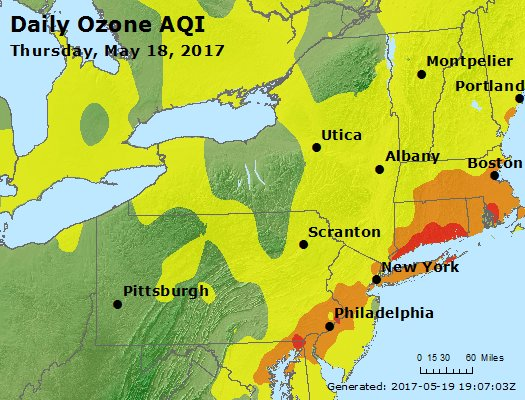 Daily Ozone AQI
Thursday, May 18, 2017
Montpelier
Portland
Utica
Albany
Boston
Scranton
New York
Pittsburgh
Philadelphia
0 15 30 60 Miles
Generated: 2017-05-19 19:07:03Z